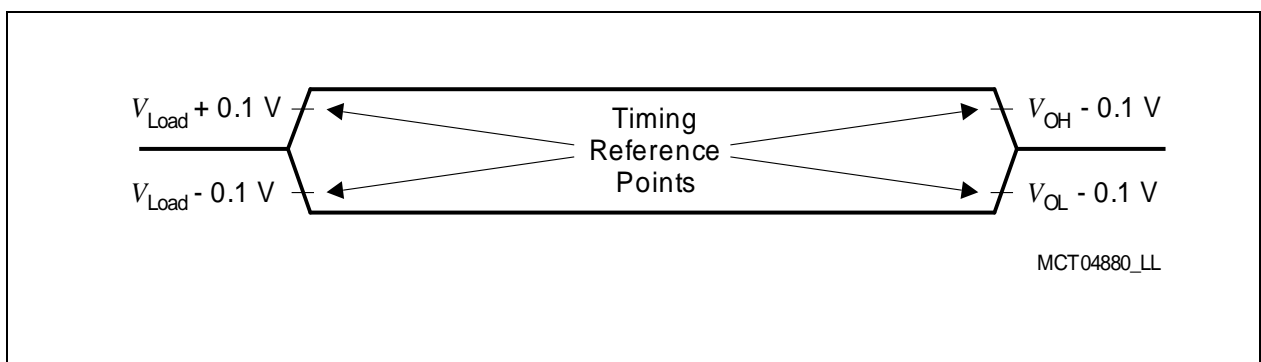 V_Load + 0.1 V
V_Load - 0.1 V
Timing
Reference
Points
V_OH - 0.1 V
V_OL - 0.1 V
MCT04880_LL